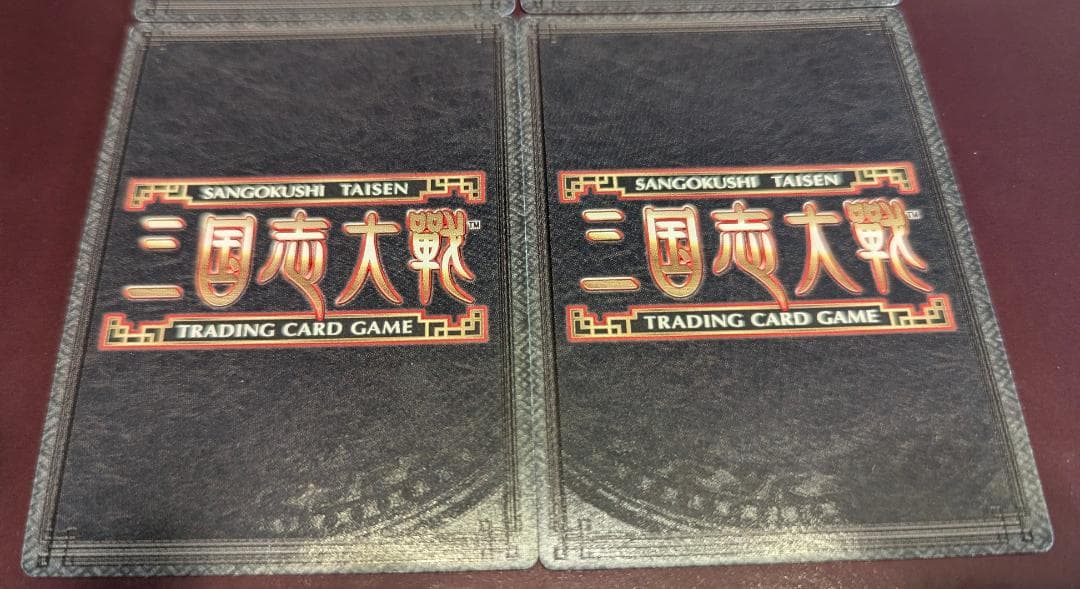 SANGOKUSHI TAISEN
三国志大戦™
TRADING CARD GAME
SANGOKUSHI TAISEN
三国志大戦™
TRADING CARD GAME